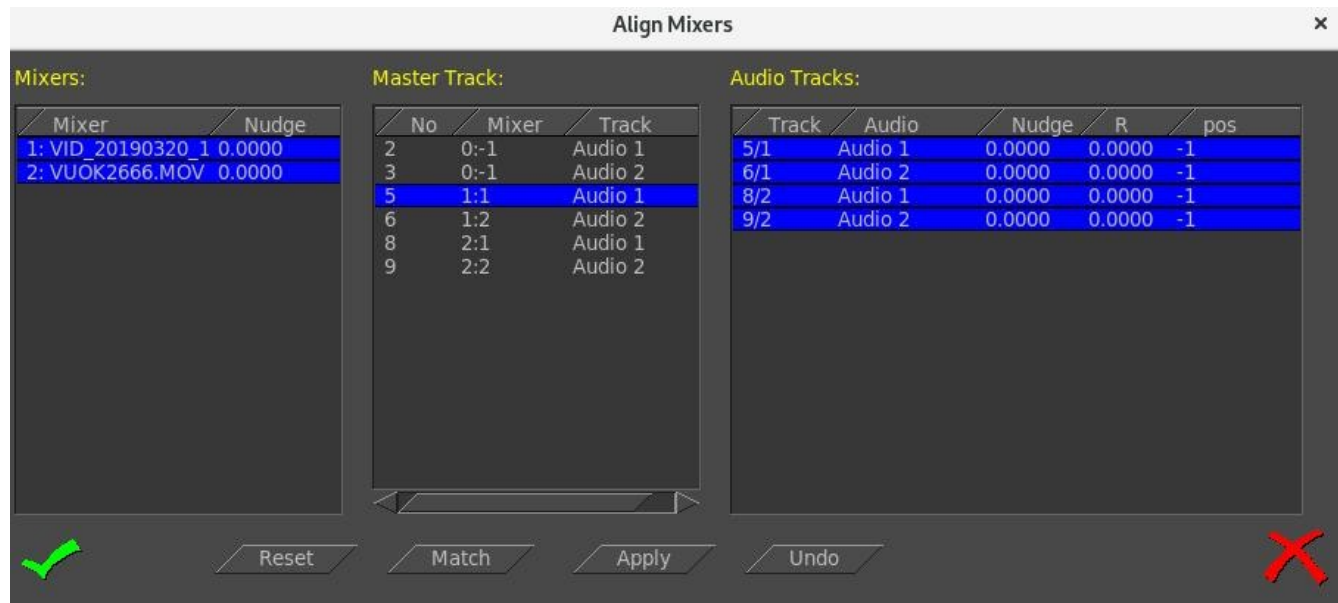 Align Mixers ×
Mixers: Master Track: Audio Tracks:
Mixer Nudge No Mixer Track Track Audio Nudge R pos
1: VID_20190320_1 0.0000 2 0:-1 Audio 1 5/1 Audio 1 0.0000 0.0000 -1
2: VUOK2666.MOV 0.0000 3 0:-1 Audio 2 6/1 Audio 2 0.0000 0.0000 -1
5 1:1 Audio 1 8/2 Audio 1 0.0000 0.0000 -1
6 1:2 Audio 2 9/2 Audio 2 0.0000 0.0000 -1
8 2:1 Audio 1
9 2:2 Audio 2
Reset Match Apply Undo